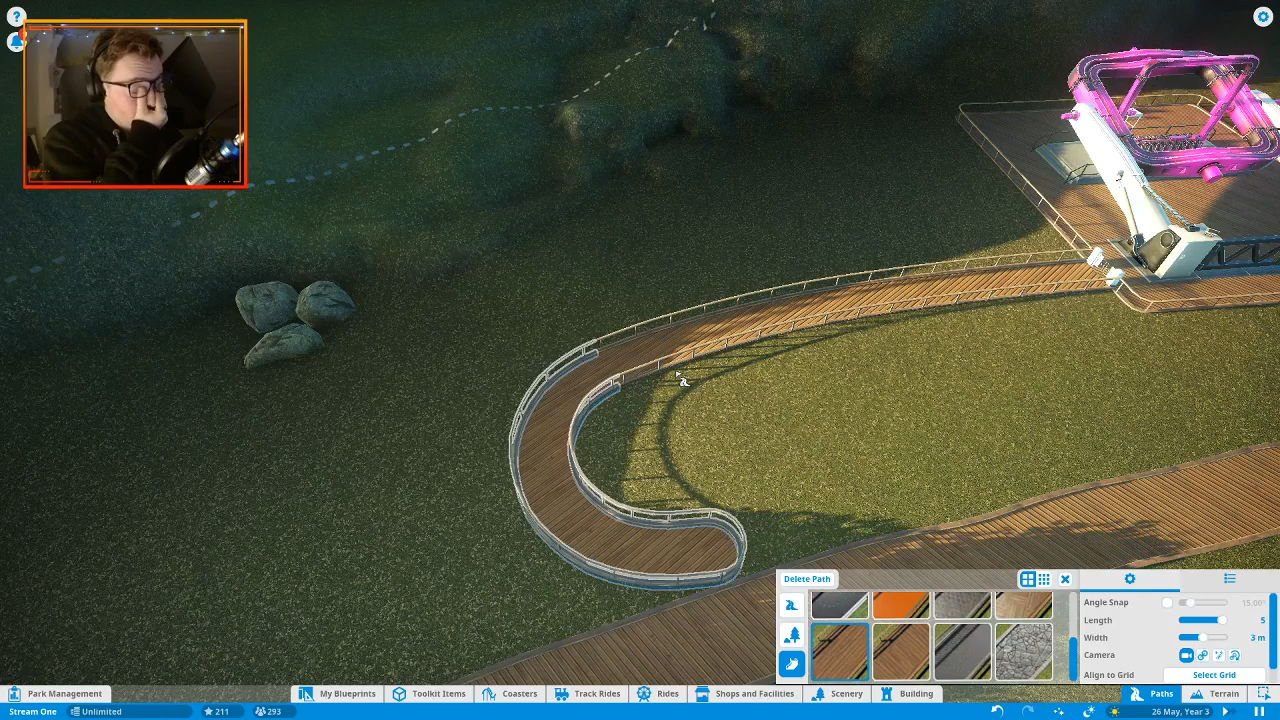 ?
Delete Path
Angle Snap 15.00°
Length 5
Width 3 m
Camera
Align to Grid Select Grid
Park Management My Blueprints Toolkit Items Coasters Track Rides Rides Shops and Facilities Scenery Building Paths Terrain
Stream One Unlimited 211 293 26 May, Year 3